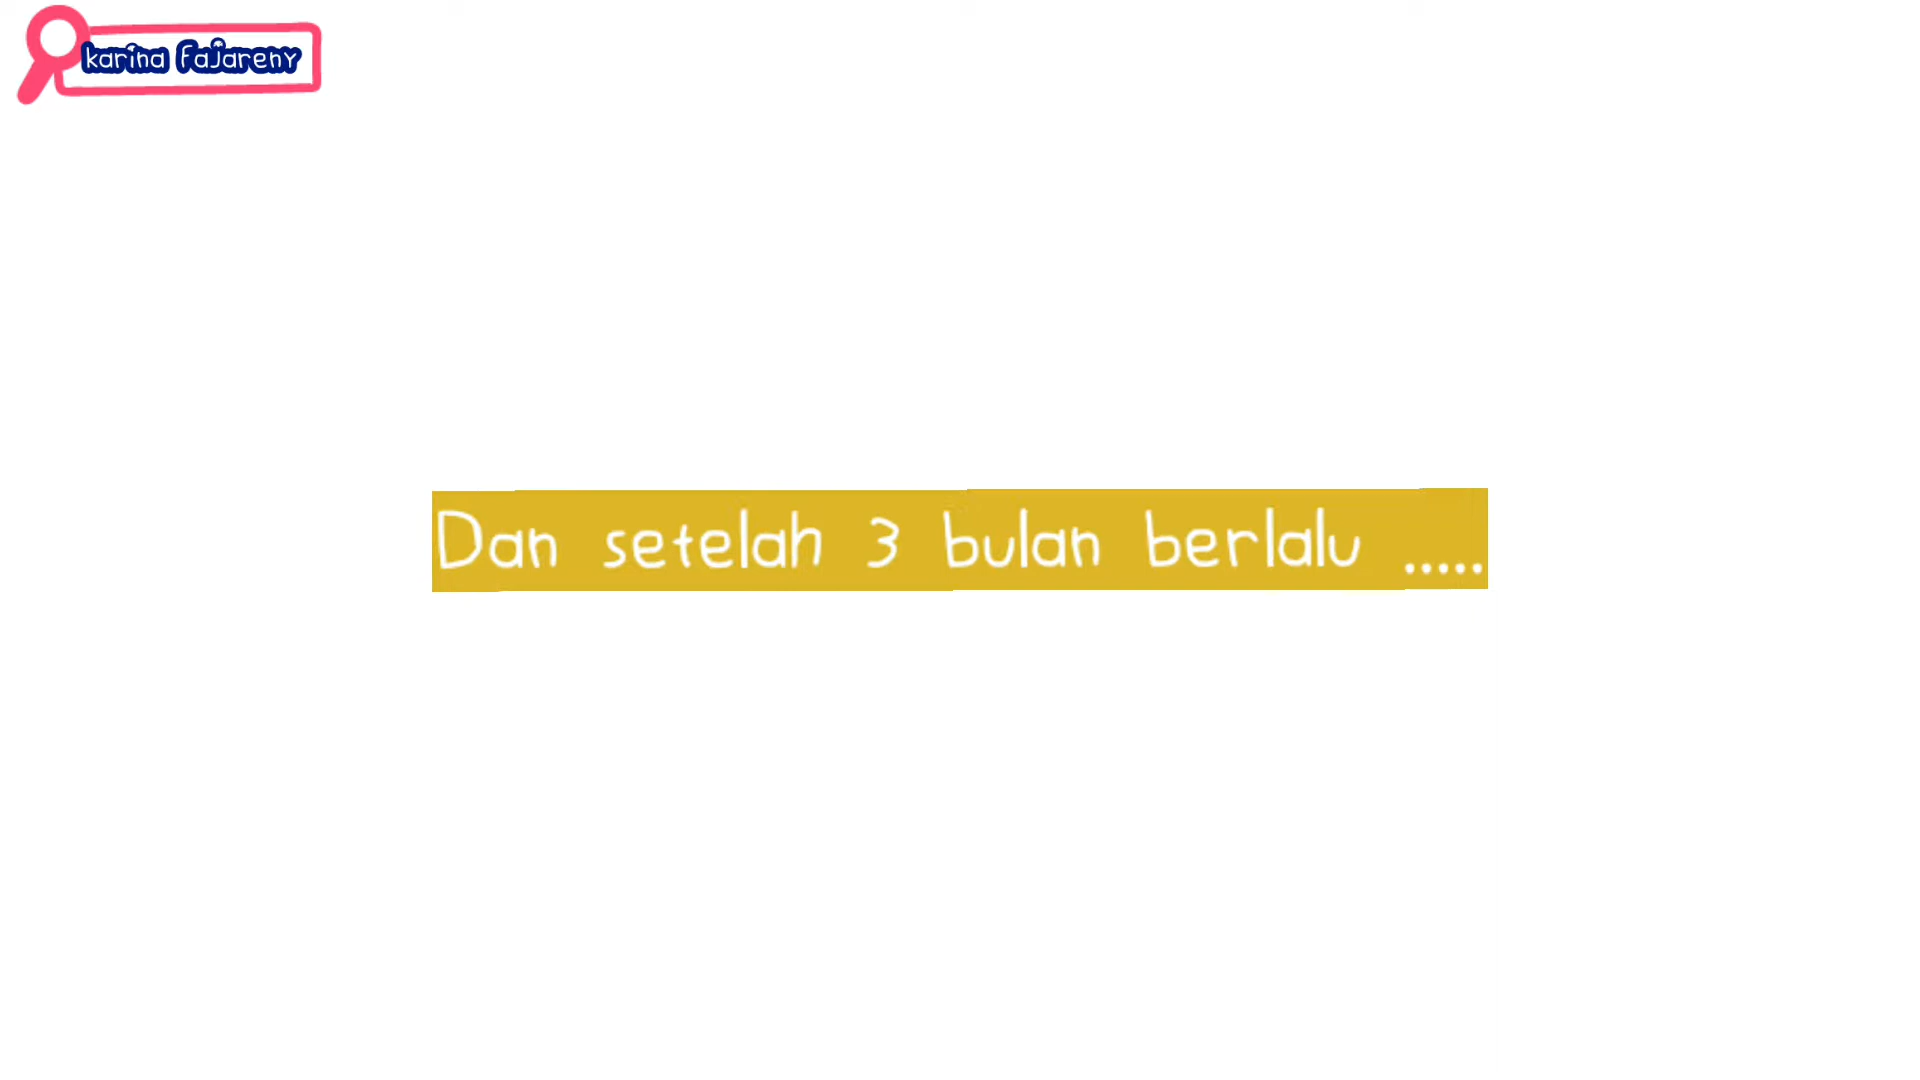 karina Fajareny
Dan setelah 3 bulan berlalu .....